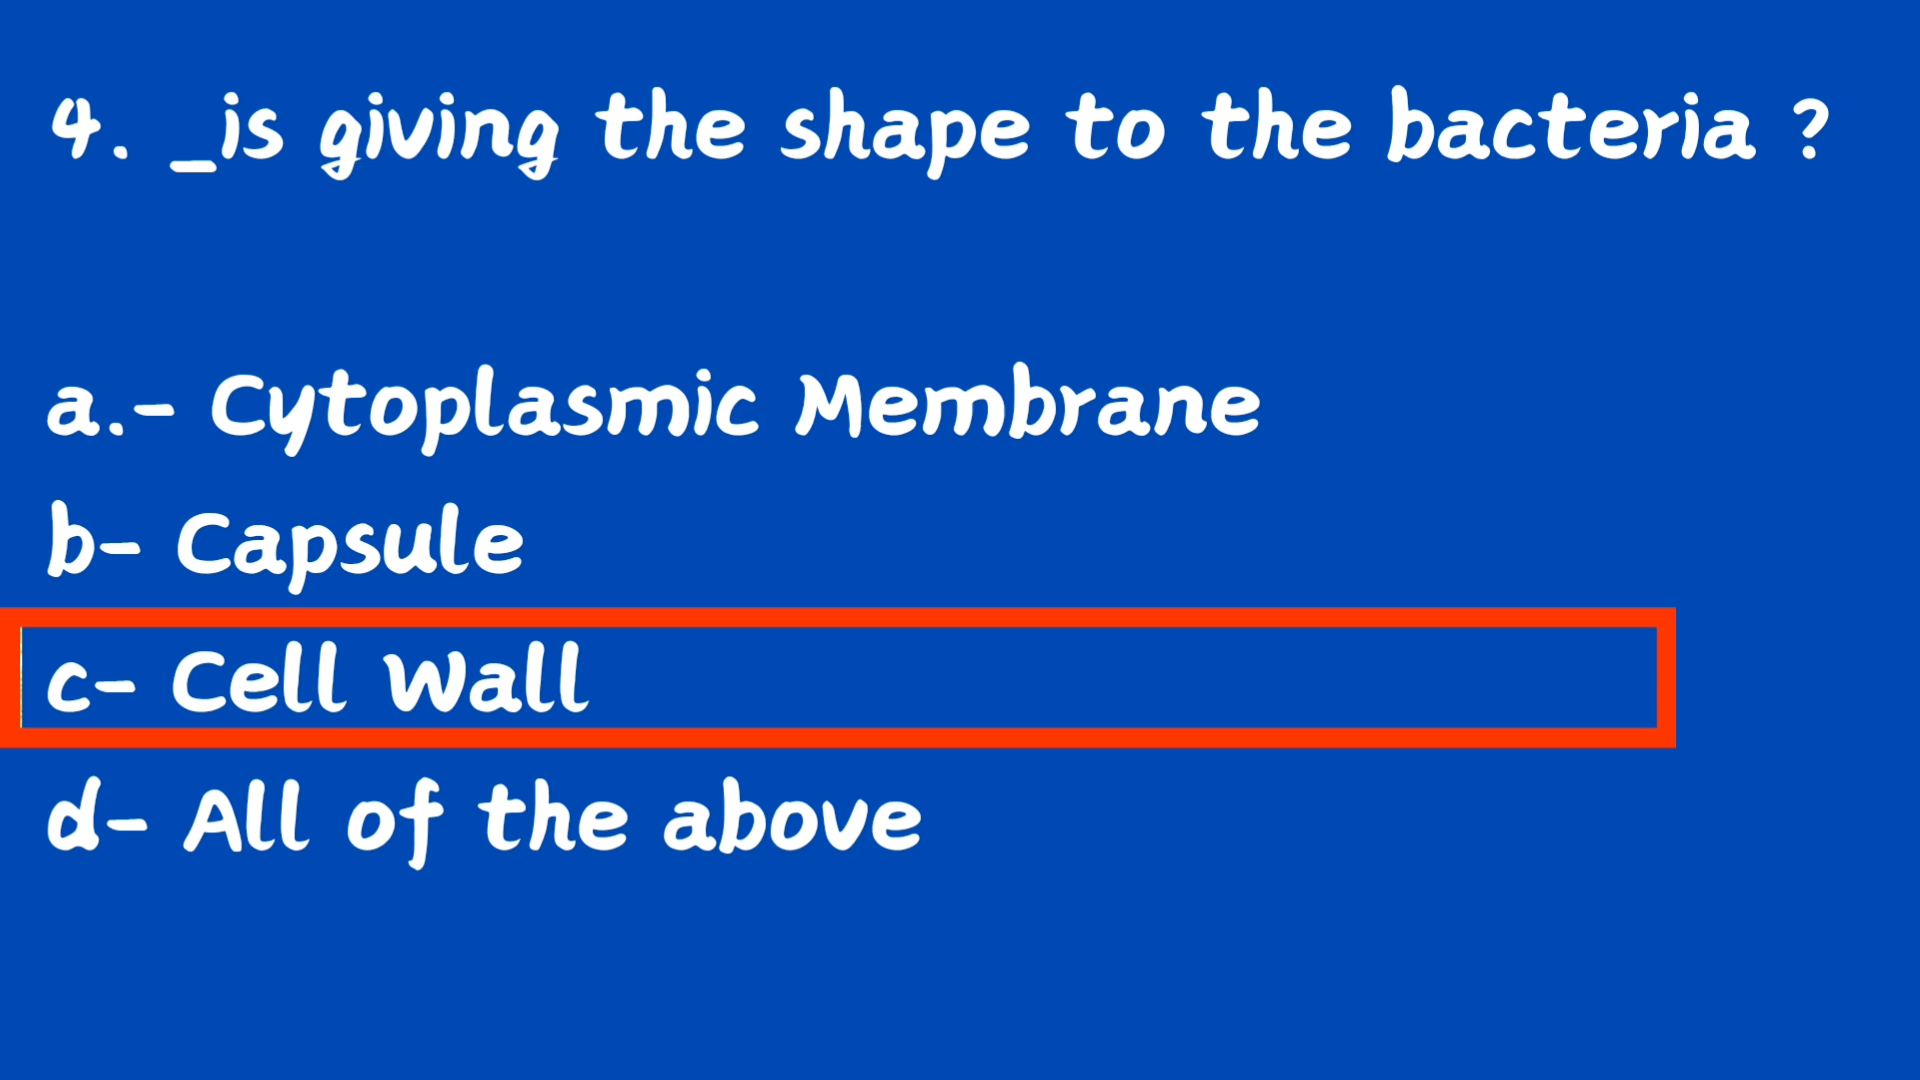 4. _is giving the shape to the bacteria ?
a.- Cytoplasmic Membrane
b- Capsule
c- Cell Wall
d- All of the above